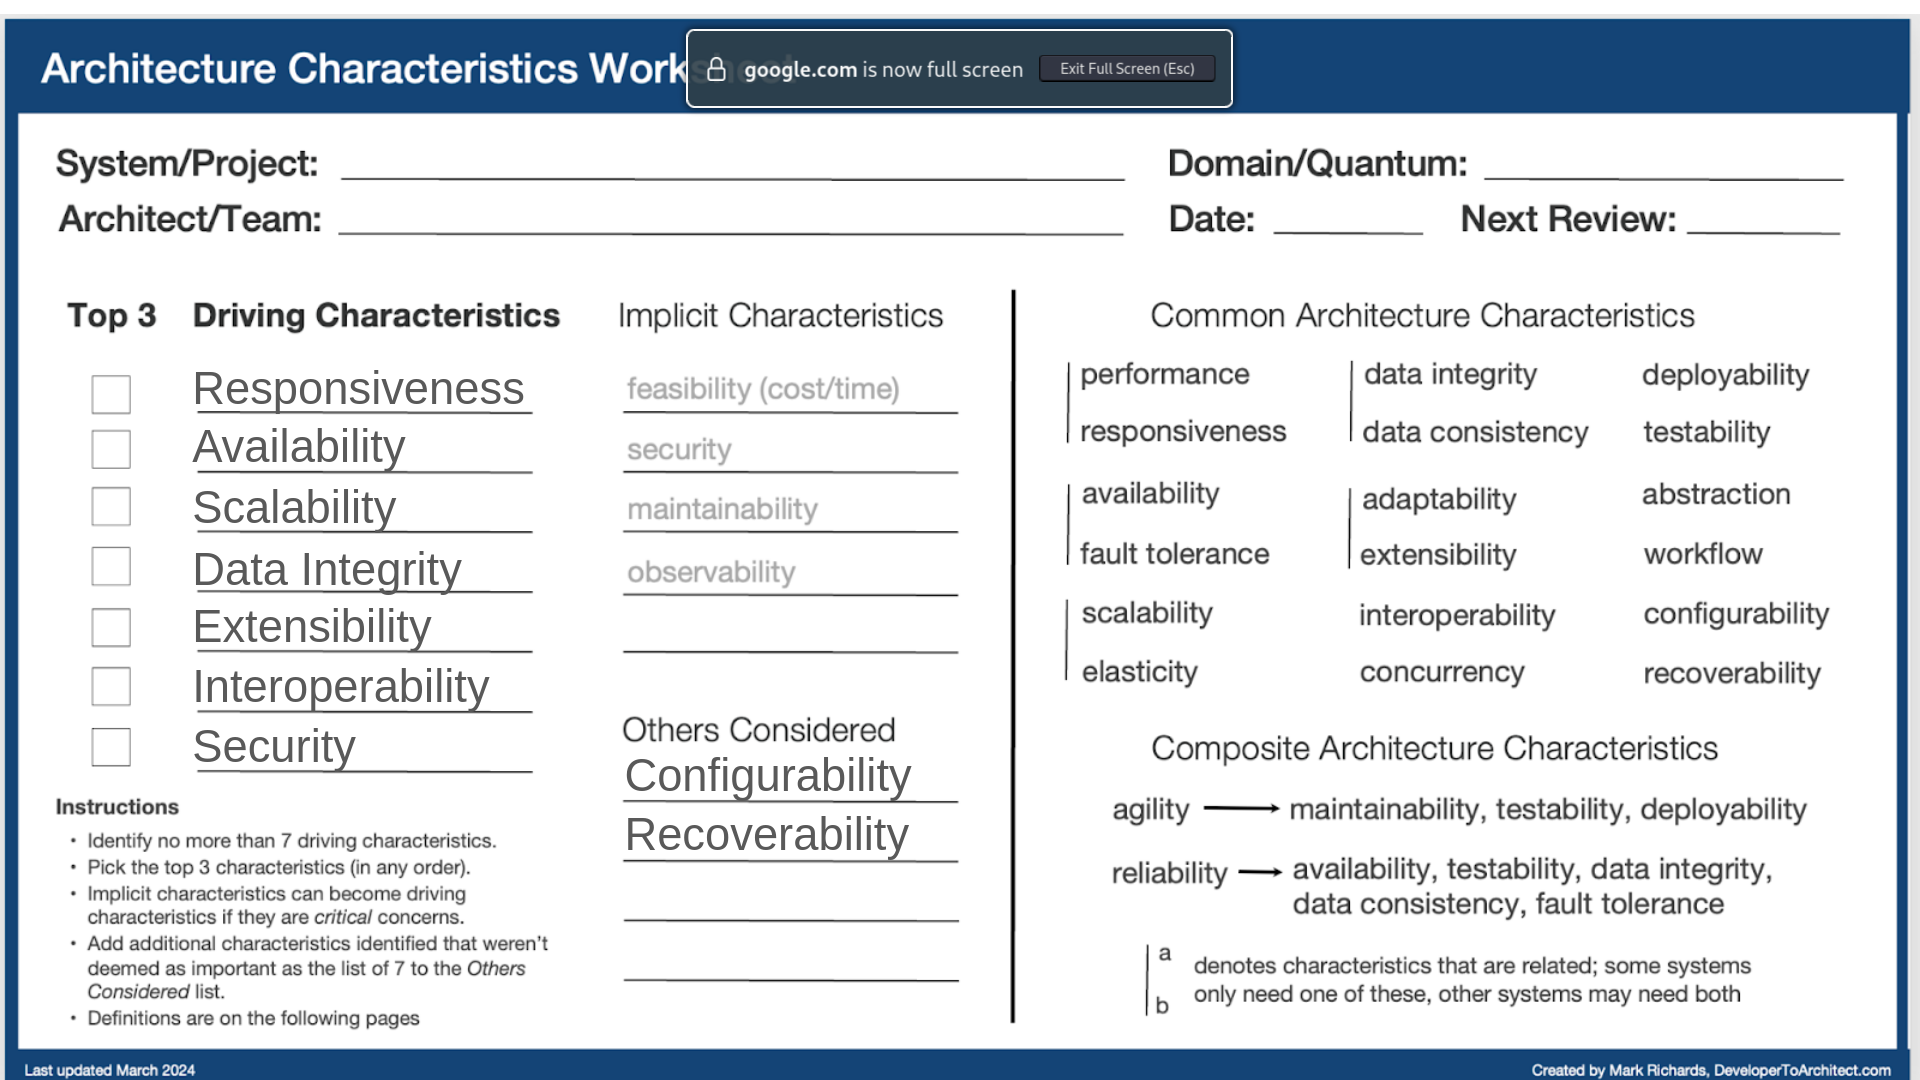 Architecture Characteristics Work
google.com is now full screen
Exit Full Screen (Esc)
System/Project:
Domain/Quantum:
Architect/Team:
Date:
Next Review:
Top 3
Driving Characteristics
Responsiveness
Availability
Scalability
Data Integrity
Extensibility
Interoperability
Security
Instructions
• Identify no more than 7 driving characteristics.
• Pick the top 3 characteristics (in any order).
• Implicit characteristics can become driving
characteristics if they are critical concerns.
• Add additional characteristics identified that weren't
deemed as important as the list of 7 to the Others
Considered list.
• Definitions are on the following pages
Implicit Characteristics
feasibility (cost/time)
security
maintainability
observability
Others Considered
Configurability
Recoverability
Common Architecture Characteristics
performance
responsiveness
availability
fault tolerance
scalability
elasticity
data integrity
data consistency
adaptability
extensibility
interoperability
concurrency
deployability
testability
abstraction
workflow
configurability
recoverability
Composite Architecture Characteristics
agility → maintainability, testability, deployability
reliability → availability, testability, data integrity,
data consistency, fault tolerance
a
b
denotes characteristics that are related; some systems
only need one of these, other systems may need both
Last updated March 2024
Created by Mark Richards, DeveloperToArchitect.com